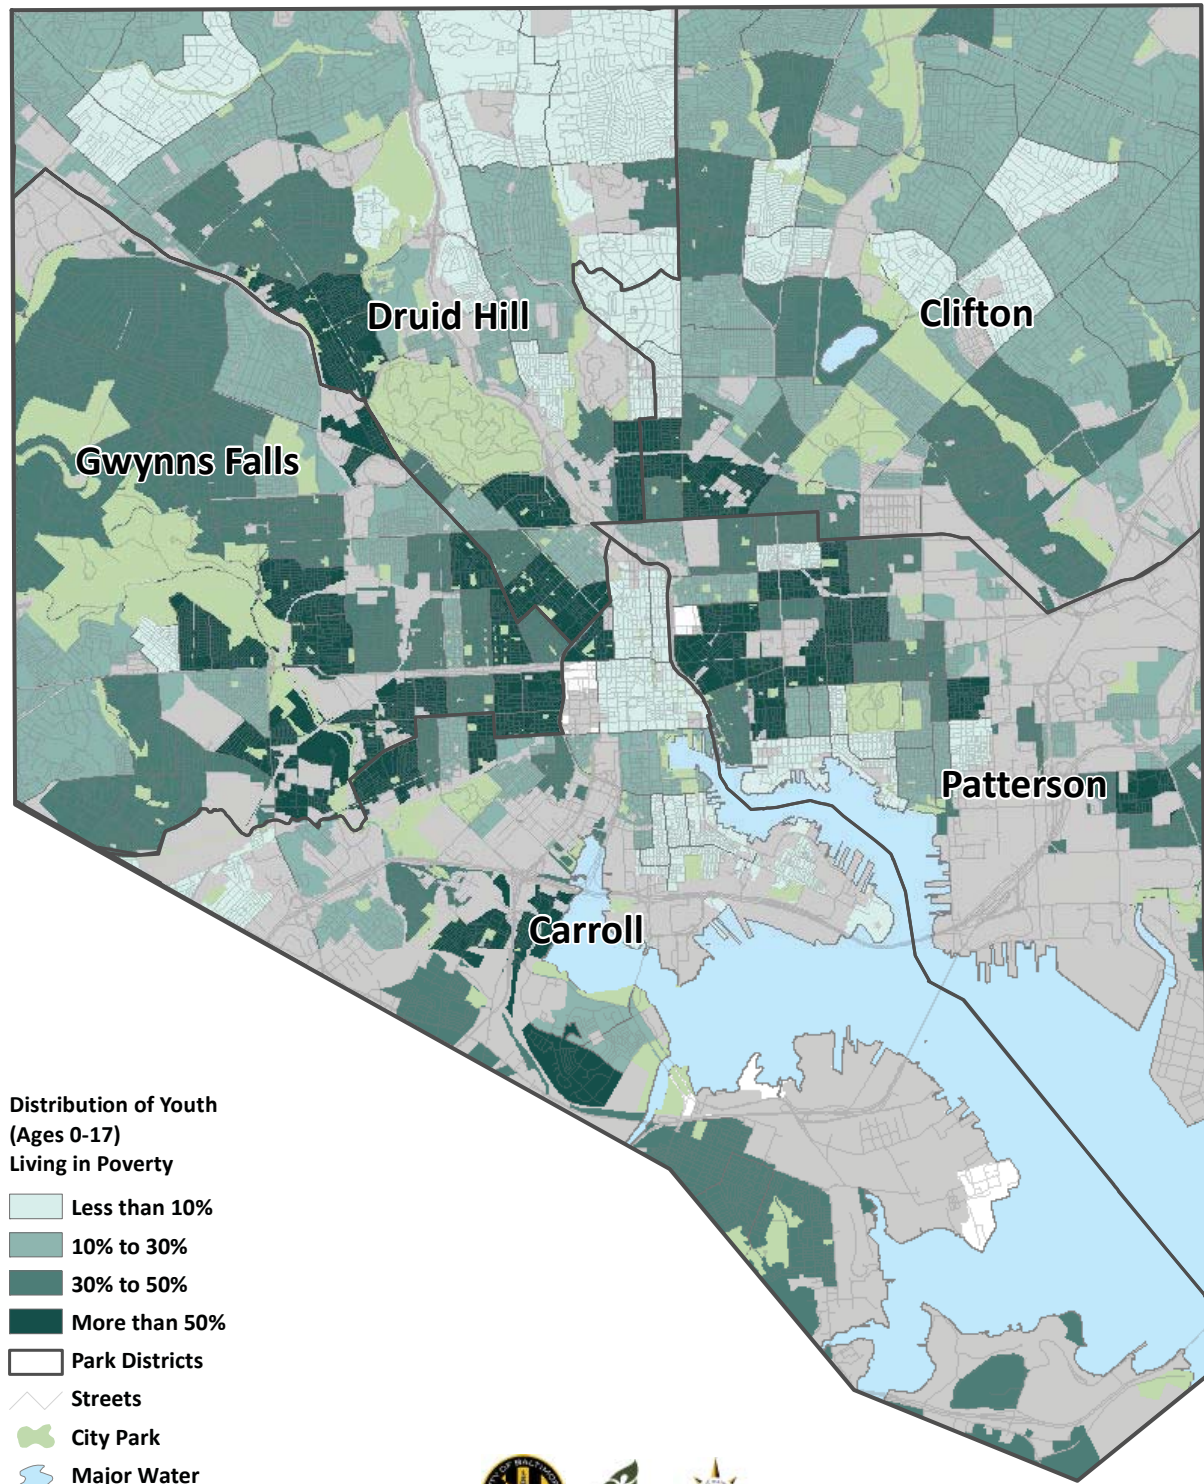 Druid Hill
Clifton
Gwynns Falls
Patterson
Carroll
Distribution of Youth
(Ages 0-17)
Living in Poverty
Less than 10%
10% to 30%
30% to 50%
More than 50%
Park Districts
Streets
City Park
Major Water